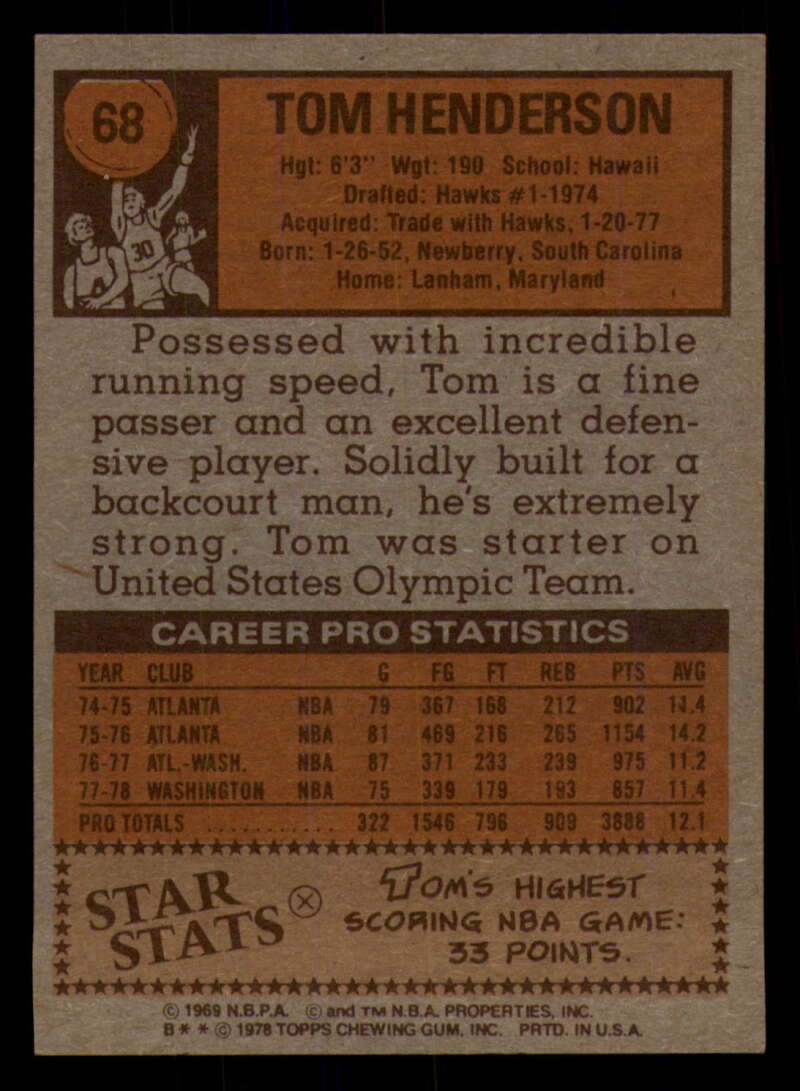 68
TOM HENDERSON
30
Hgt: 6'3" Wgt: 190 School: Hawaii
Drafted: Hawks #1-1974
Acquired: Trade with Hawks, 1-20-77
Born: 1-26-52, Newberry, South Carolina
Home: Lanham, Maryland
Possessed with incredible
running speed, Tom is a fine
passer and an excellent defen-
sive player. Solidly built for a
backcourt man, he's extremely
strong. Tom was starter on
United States Olympic Team.
CAREER PRO STATISTICS
YEAR CLUB G FG FT REB PTS AVG
74-75 ATLANTA NBA 79 367 168 212 902 11.4
75-76 ATLANTA NBA 81 469 216 265 1154 14.2
76-77 ATL.-WASH. NBA 87 371 233 239 975 11.2
77-78 WASHINGTON NBA 75 339 179 193 857 11.4
PRO TOTALS ............ 322 1546 796 909 3888 12.1
STAR
STATS
TOM'S HIGHEST
SCORING NBA GAME:
33 POINTS.
© 1969 N.B.P.A. © and TM N.B.A. PROPERTIES, INC.
B * * © 1978 TOPPS CHEWING GUM, INC. PRTD. IN U.S.A.